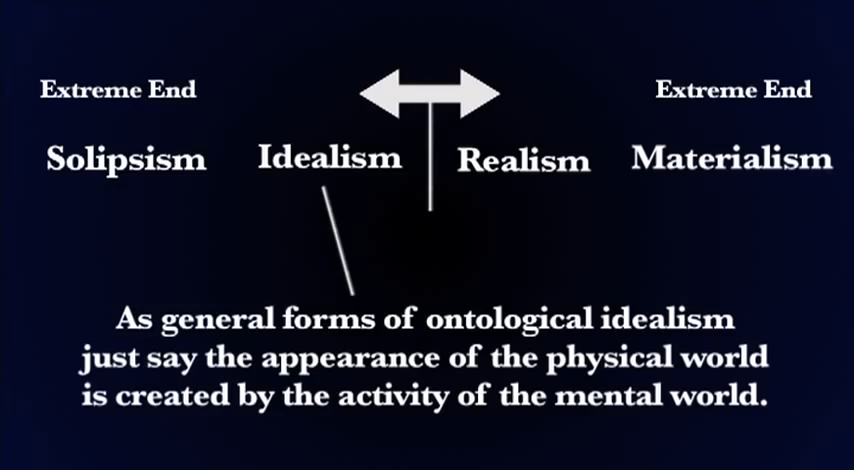 Extreme End
Extreme End
Solipsism
Idealism
Realism
Materialism
As general forms of ontological idealism
just say the appearance of the physical world
is created by the activity of the mental world.